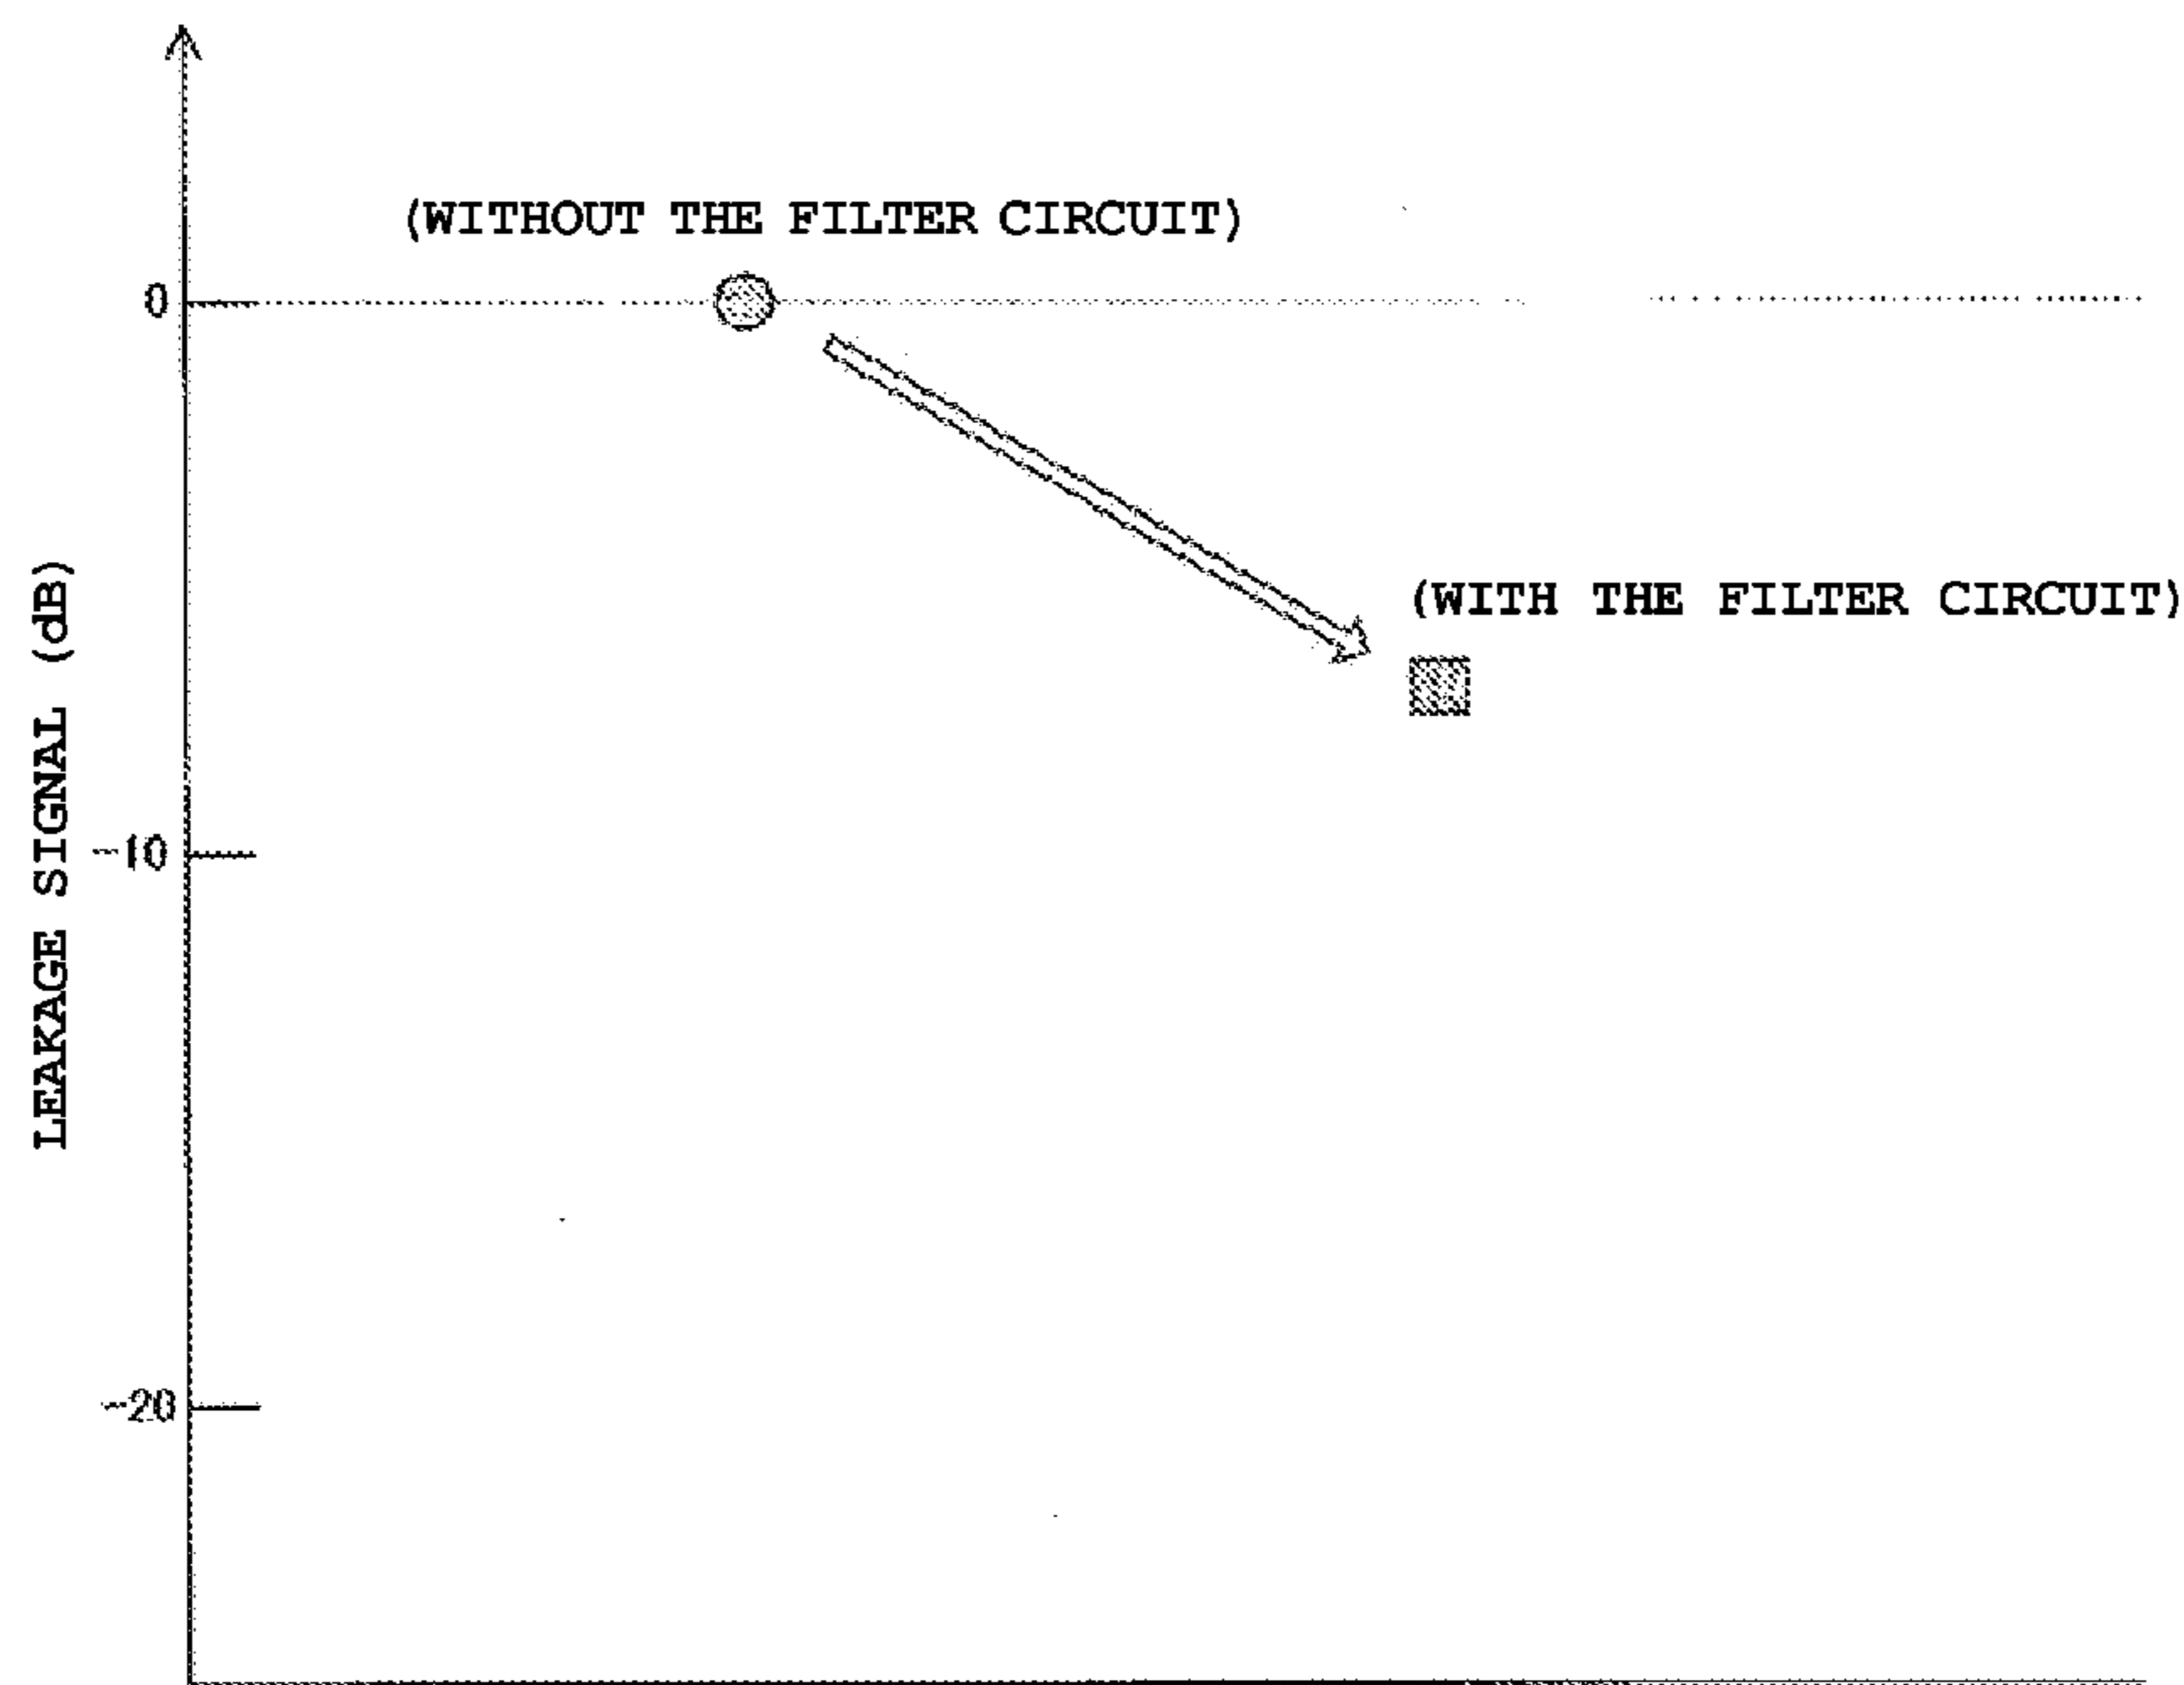 (WITHOUT THE FILTER CIRCUIT)
0
(WITH THE FILTER CIRCUIT)
LEAKAGE SIGNAL (dB)
-10
-20